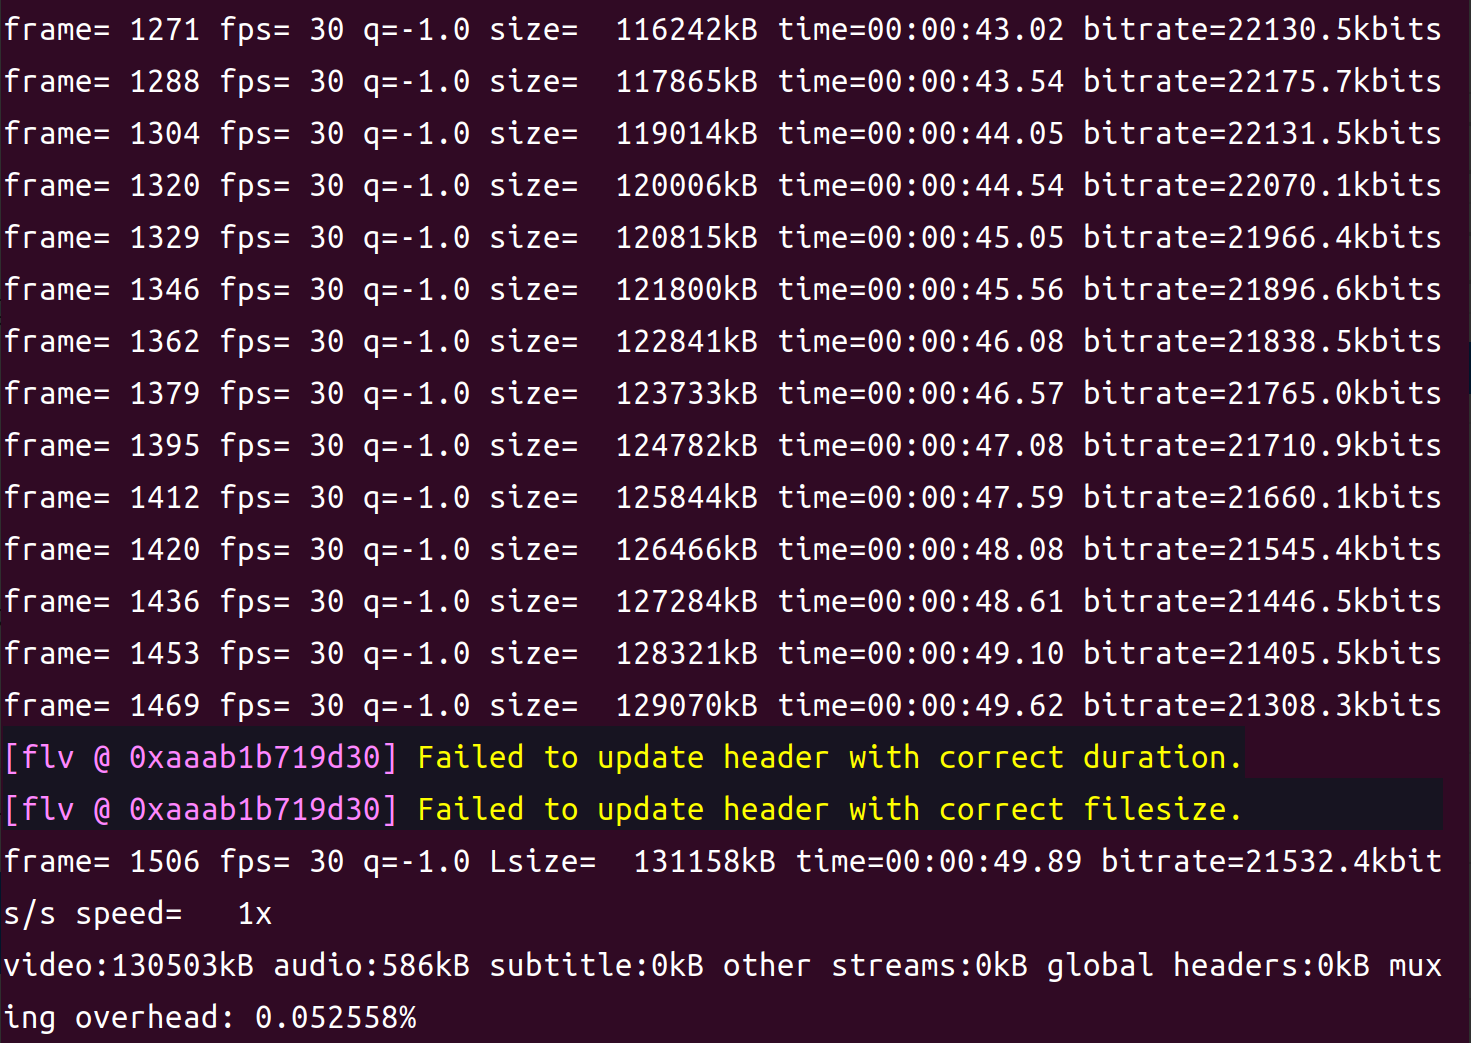 frame= 1271 fps= 30 q=-1.0 size=  116242kB time=00:00:43.02 bitrate=22130.5kbits
frame= 1288 fps= 30 q=-1.0 size=  117865kB time=00:00:43.54 bitrate=22175.7kbits
frame= 1304 fps= 30 q=-1.0 size=  119014kB time=00:00:44.05 bitrate=22131.5kbits
frame= 1320 fps= 30 q=-1.0 size=  120006kB time=00:00:44.54 bitrate=22070.1kbits
frame= 1329 fps= 30 q=-1.0 size=  120815kB time=00:00:45.05 bitrate=21966.4kbits
frame= 1346 fps= 30 q=-1.0 size=  121800kB time=00:00:45.56 bitrate=21896.6kbits
frame= 1362 fps= 30 q=-1.0 size=  122841kB time=00:00:46.08 bitrate=21838.5kbits
frame= 1379 fps= 30 q=-1.0 size=  123733kB time=00:00:46.57 bitrate=21765.0kbits
frame= 1395 fps= 30 q=-1.0 size=  124782kB time=00:00:47.08 bitrate=21710.9kbits
frame= 1412 fps= 30 q=-1.0 size=  125844kB time=00:00:47.59 bitrate=21660.1kbits
frame= 1420 fps= 30 q=-1.0 size=  126466kB time=00:00:48.08 bitrate=21545.4kbits
frame= 1436 fps= 30 q=-1.0 size=  127284kB time=00:00:48.61 bitrate=21446.5kbits
frame= 1453 fps= 30 q=-1.0 size=  128321kB time=00:00:49.10 bitrate=21405.5kbits
frame= 1469 fps= 30 q=-1.0 size=  129070kB time=00:00:49.62 bitrate=21308.3kbits
[flv @ 0xaaab1b719d30] Failed to update header with correct duration.
[flv @ 0xaaab1b719d30] Failed to update header with correct filesize.
frame= 1506 fps= 30 q=-1.0 Lsize=  131158kB time=00:00:49.89 bitrate=21532.4kbit
s/s speed=   1x
video:130503kB audio:586kB subtitle:0kB other streams:0kB global headers:0kB mux
ing overhead: 0.052558%